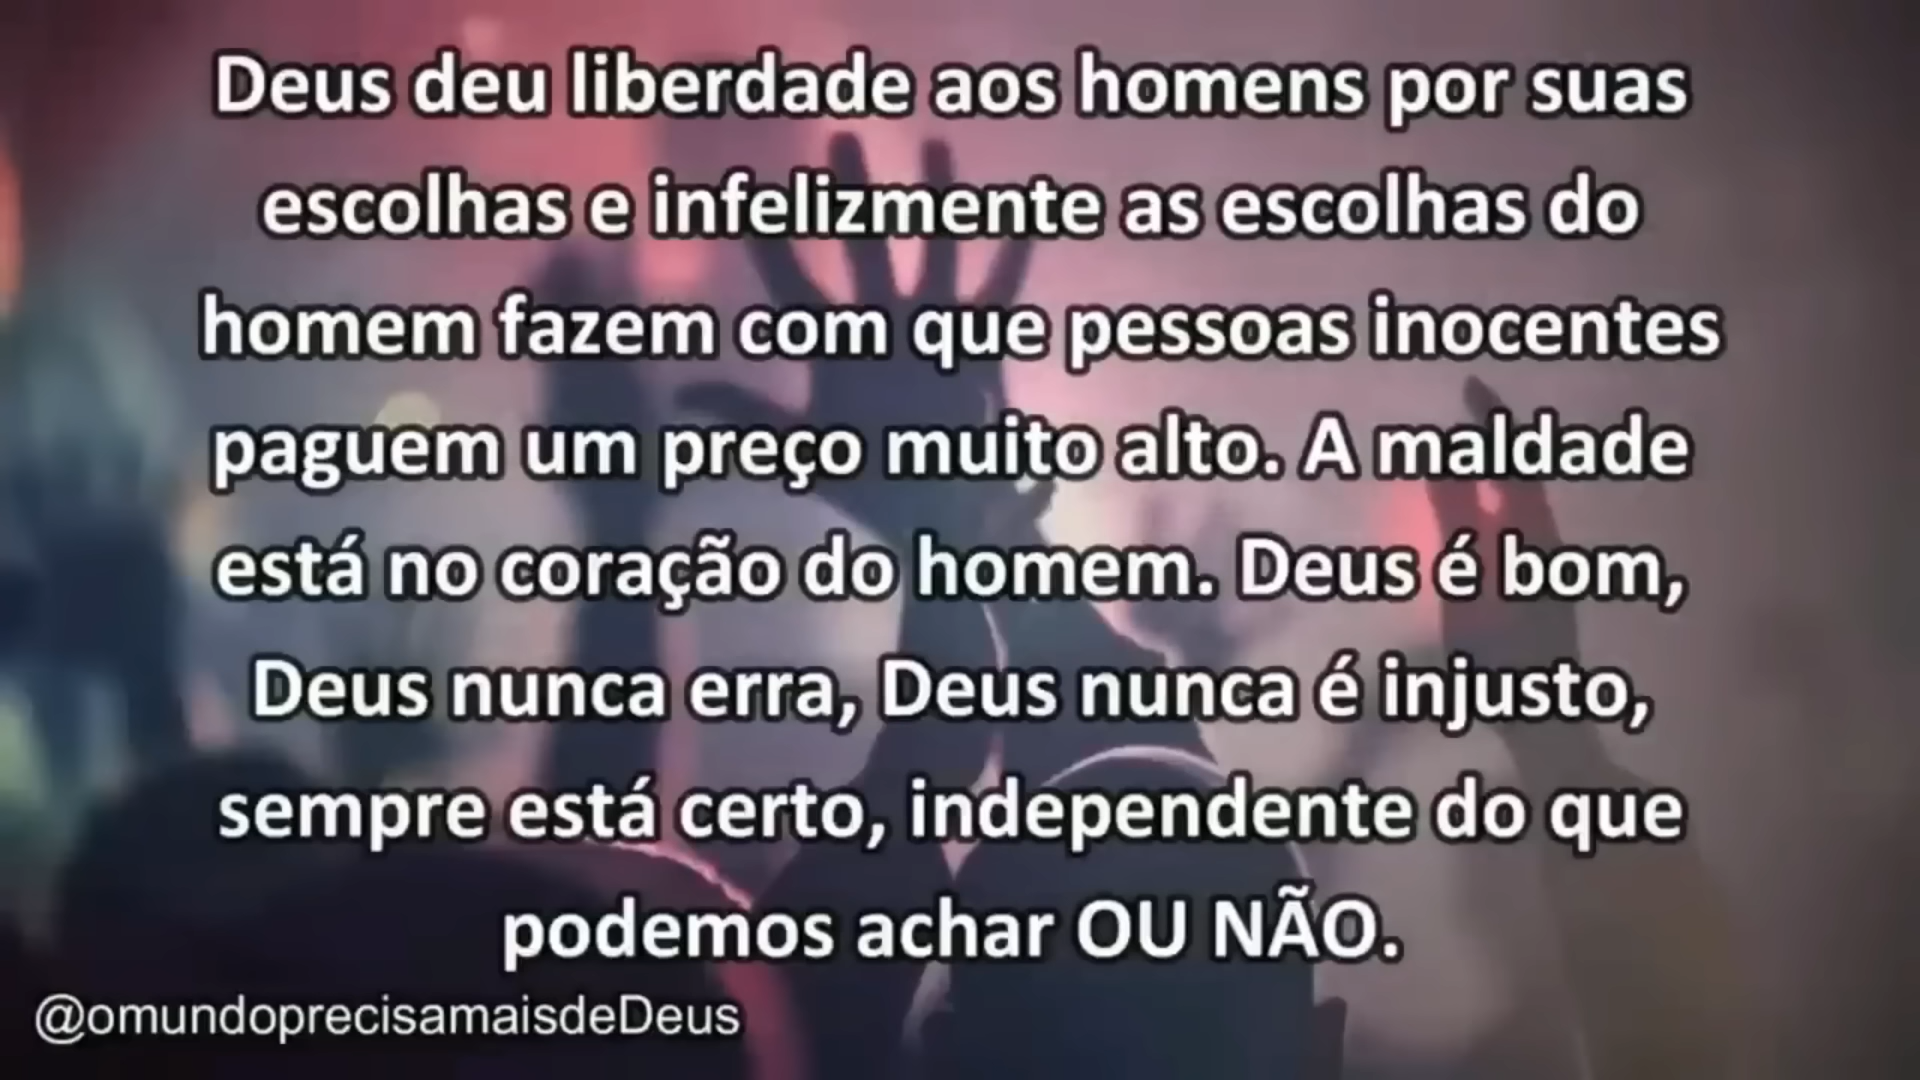 Deus deu liberdade aos homens por suas
escolhas e infelizmente as escolhas do
homem fazem com que pessoas inocentes
paguem um preço muito alto. A maldade
está no coração do homem. Deus é bom,
Deus nunca erra, Deus nunca é injusto,
sempre está certo, independente do que
podemos achar OU NÃO.
@omundoprecisamaisdeDeus